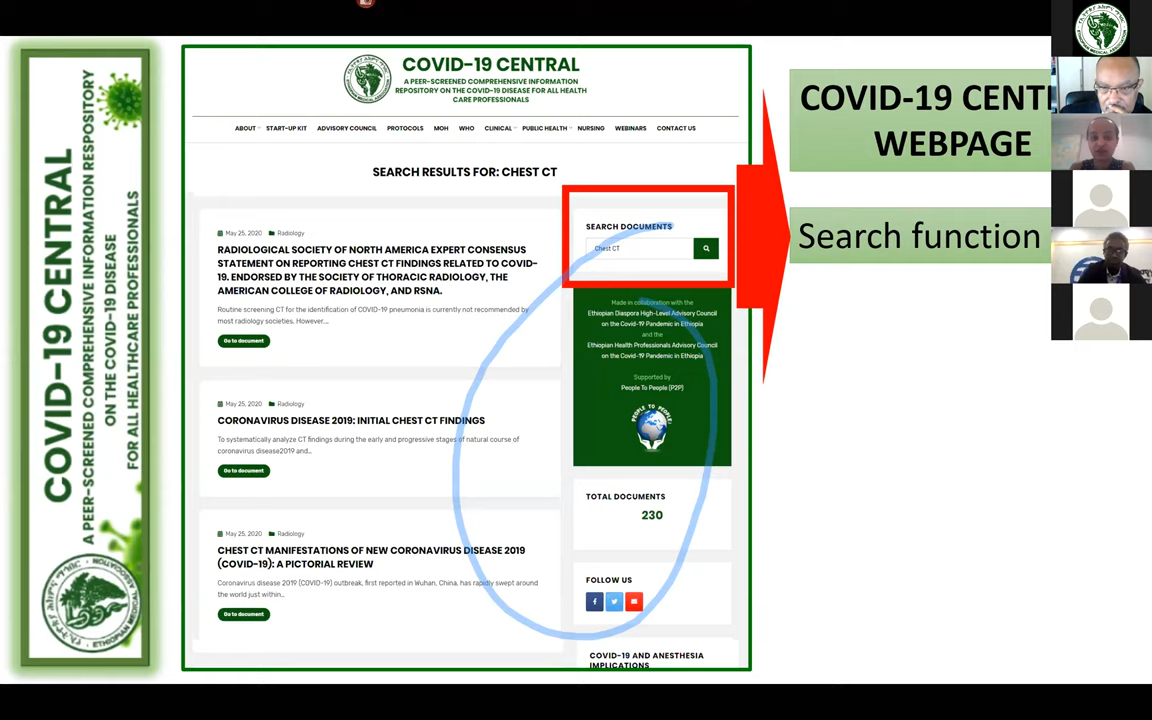 COVID-19 CENTRAL
A PEER-SCREENED COMPREHENSIVE INFORMATION RESPOSITORY
ON THE COVID-19 DISEASE
FOR ALL HEALTHCARE PROFESSIONALS
COVID-19 CENTRAL
A PEER-SCREENED COMPREHENSIVE INFORMATION
REPOSITORY ON THE COVID-19 DISEASE FOR ALL HEALTH
CARE PROFESSIONALS
ABOUT START-UP KIT ADVISORY COUNCIL PROTOCOLS MOH WHO CLINICAL PUBLIC HEALTH NURSING WEBINARS CONTACT US
SEARCH RESULTS FOR: CHEST CT
May 25, 2020 Radiology
RADIOLOGICAL SOCIETY OF NORTH AMERICA EXPERT CONSENSUS
STATEMENT ON REPORTING CHEST CT FINDINGS RELATED TO COVID-
19. ENDORSED BY THE SOCIETY OF THORACIC RADIOLOGY, THE
AMERICAN COLLEGE OF RADIOLOGY, AND RSNA.
Routine screening CT for the identification of COVID-19 pneumonia is currently not recommended by
most radiology societies. However,...
Go to document
May 25, 2020 Radiology
CORONAVIRUS DISEASE 2019: INITIAL CHEST CT FINDINGS
To systematically analyze CT findings during the early and progressive stages of natural course of
coronavirus disease2019 and...
Go to document
May 25, 2020 Radiology
CHEST CT MANIFESTATIONS OF NEW CORONAVIRUS DISEASE 2019
(COVID-19): A PICTORIAL REVIEW
Coronavirus disease 2019 (COVID-19) outbreak, first reported in Wuhan, China, has rapidly swept around
the world just within...
Go to document
SEARCH DOCUMENTS
Chest CT
Made in collaboration with the
Ethiopian Diaspora High-Level Advisory Council
on the Covid-19 Pandemic in Ethiopia
and the
Ethiopian Health Professionals Advisory Council
on the Covid-19 Pandemic in Ethiopia
Supported by
People To People (P2P)
PEOPLE TO PEOPLE
TOTAL DOCUMENTS
230
FOLLOW US
COVID-19 AND ANESTHESIA
IMPLICATIONS
COVID-19 CENT
WEBPAGE
Search function